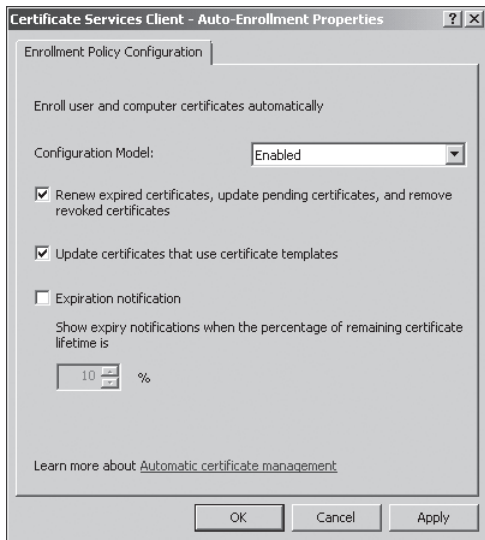 Certificate Services Client - Auto-Enrollment Properties
Enrollment Policy Configuration
Enroll user and computer certificates automatically
Configuration Model: Enabled
Renew expired certificates, update pending certificates, and remove
revoked certificates
Update certificates that use certificate templates
Expiration notification
Show expiry notifications when the percentage of remaining certificate
lifetime is
10 %
Learn more about Automatic certificate management
OK Cancel Apply